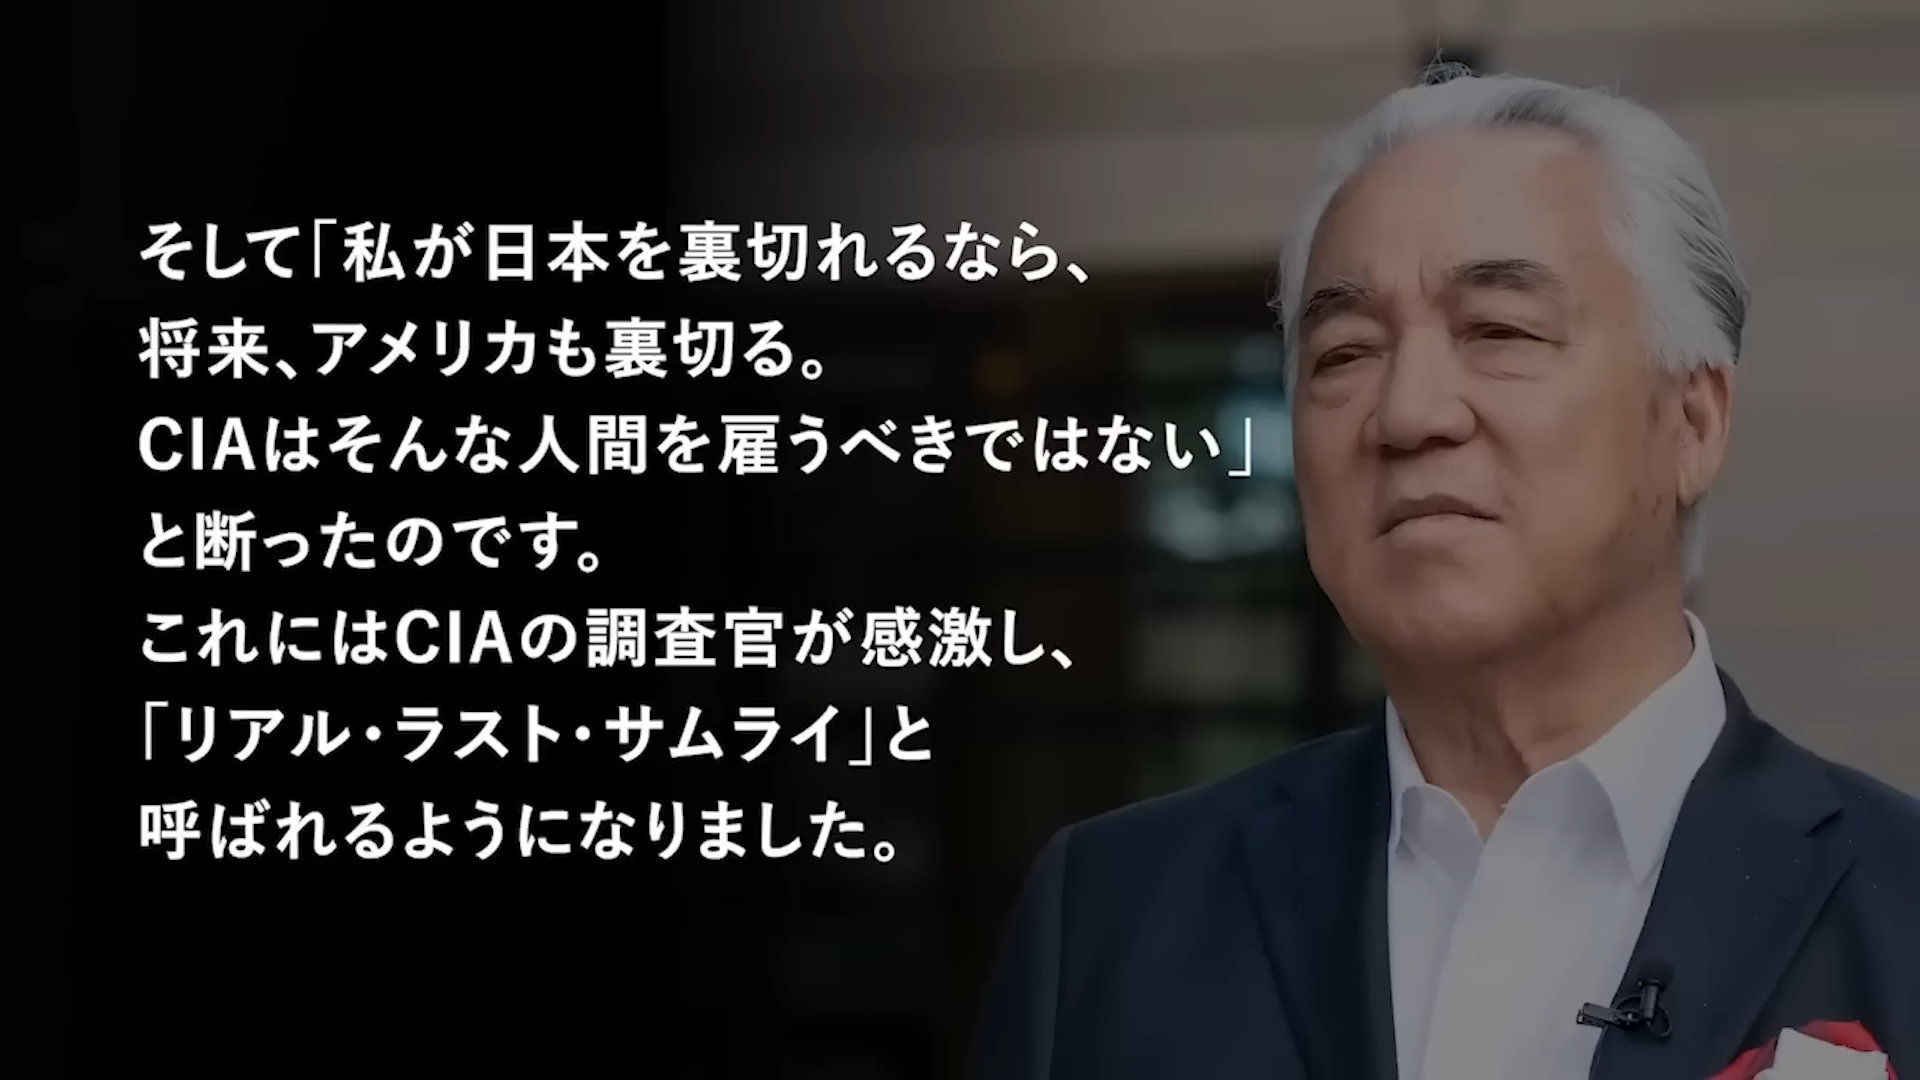 そして「私が日本を裏切れるなら、
将来、アメリカも裏切る。
CIAはそんな人間を雇うべきではない」
と断ったのです。
これにはCIAの調査官が感激し、
「リアル・ラスト・サムライ」と
呼ばれるようになりました。